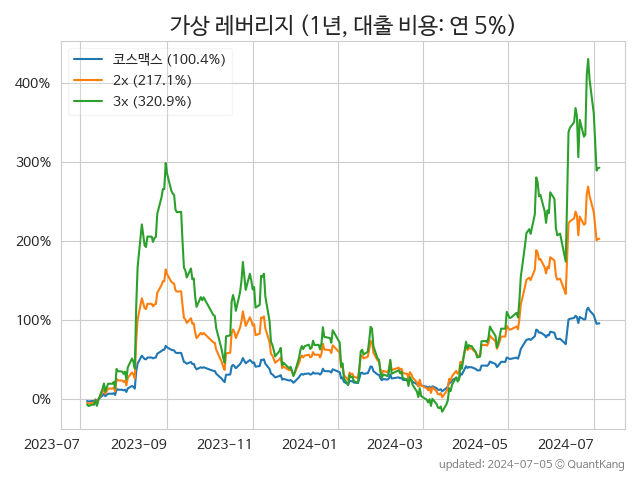 가상 레버리지 (1년, 대출 비용: 연 5%)
코스맥스 (100.4%)
2x (217.1%)
3x (320.9%)
400%
300%
200%
100%
0%
2023-07 2023-09 2023-11 2024-01 2024-03 2024-05 2024-07
updated: 2024-07-05 © QuantKang